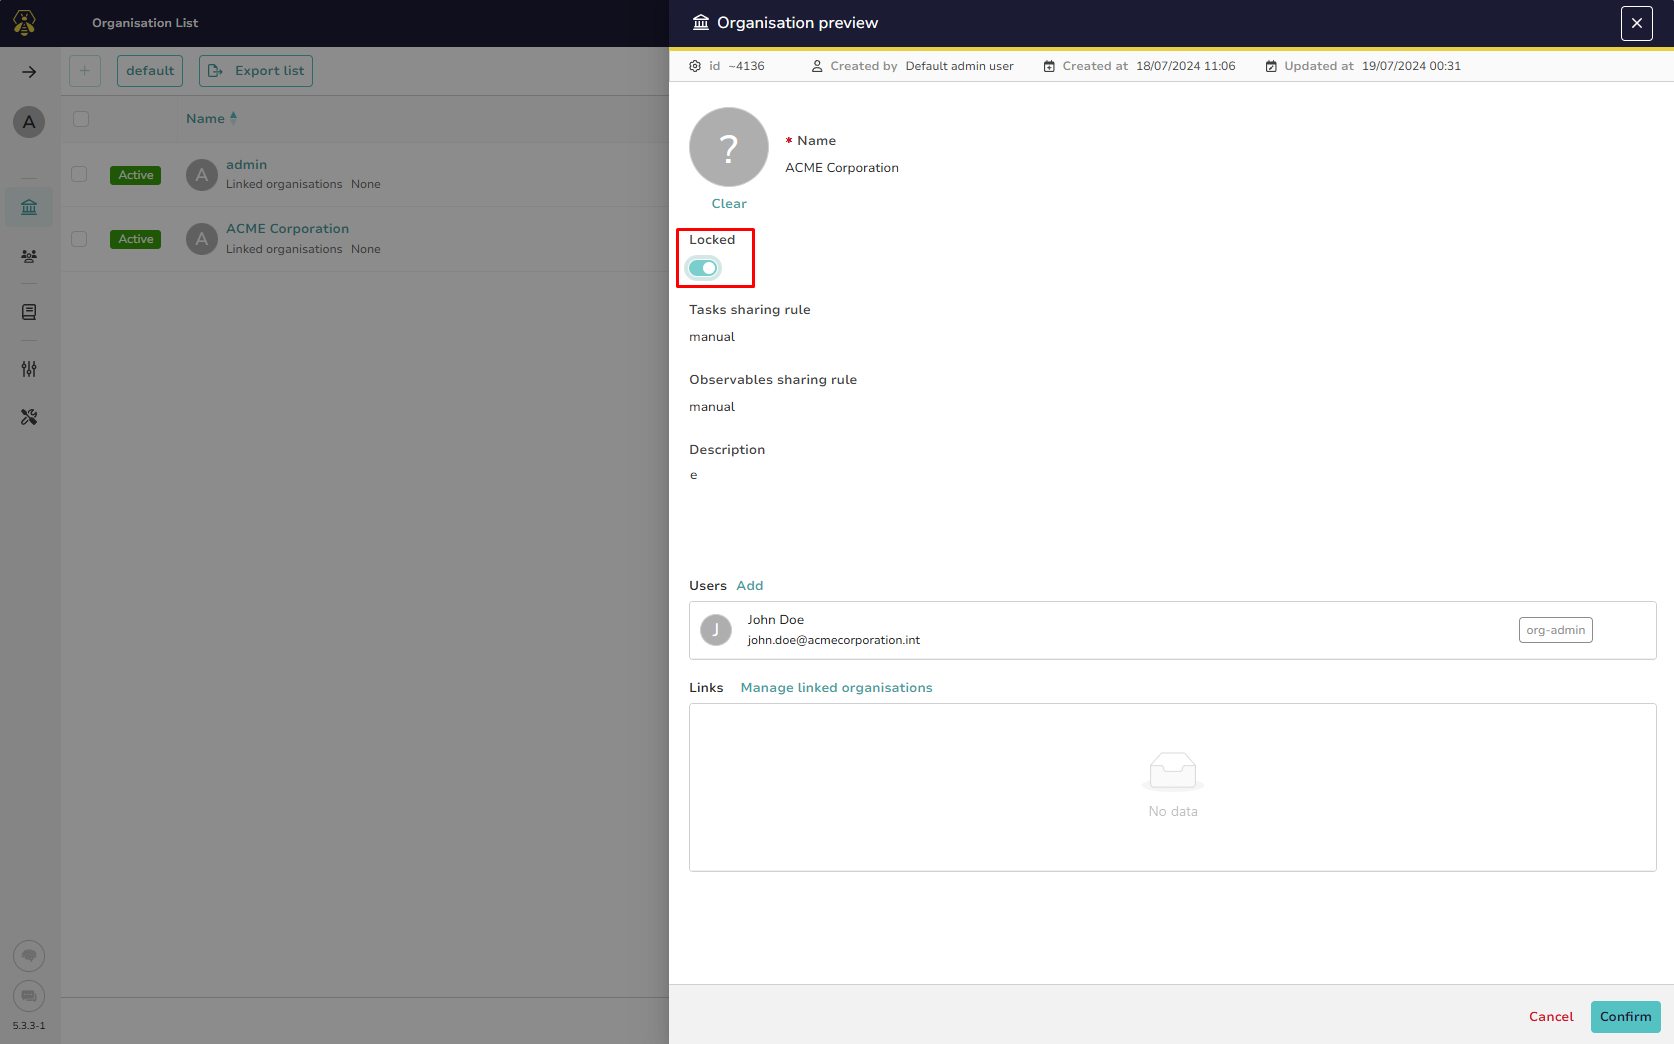 Organisation List
Organisation preview
id ~4136 Created by Default admin user Created at 18/07/2024 11:06 Updated at 19/07/2024 00:31
+ default Export list
A
Name
Active A admin
Linked organisations None
Active A ACME Corporation
Linked organisations None
?
* Name
ACME Corporation
Clear
Locked
Tasks sharing rule
manual
Observables sharing rule
manual
Description
e
Users Add
J
John Doe
john.doe@acmecorporation.int
org-admin
Links Manage linked organisations
No data
5.3.3-1
Cancel Confirm